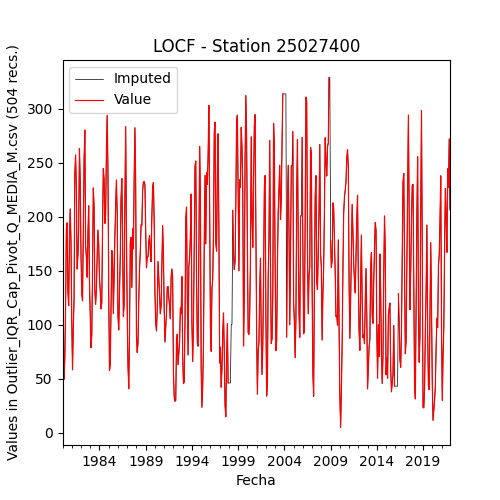 LOCF - Station 25027400
Imputed
Value
Values in Outlier_IQR_Cap_Pivot_Q_MEDIA_M.csv (504 recs.)
300
250
200
150
100
50
0
1984 1989 1994 1999 2004 2009 2014 2019
Fecha